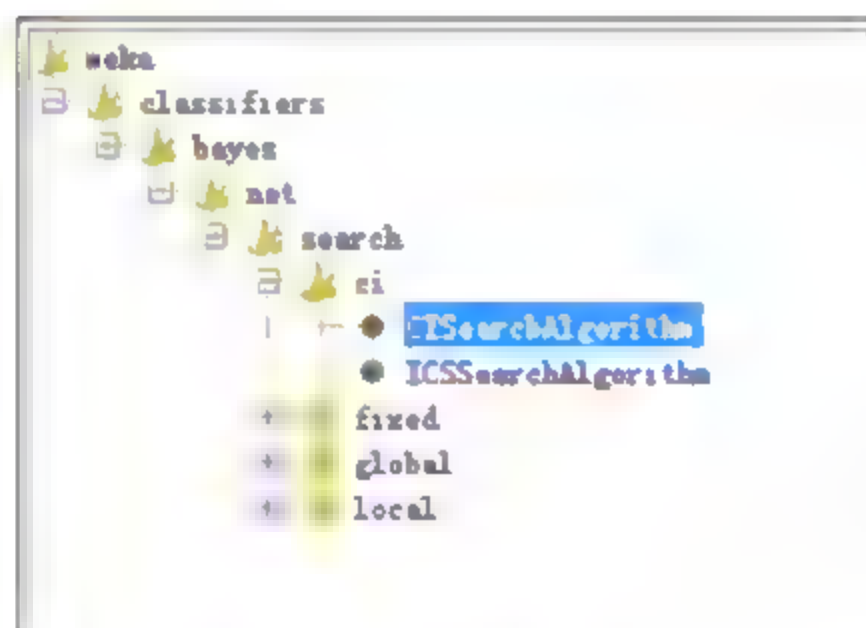 weka
classifiers
bayes
net
search
ci
CISearchAlgorithm
ICSSearchAlgorithm
fixed
global
local